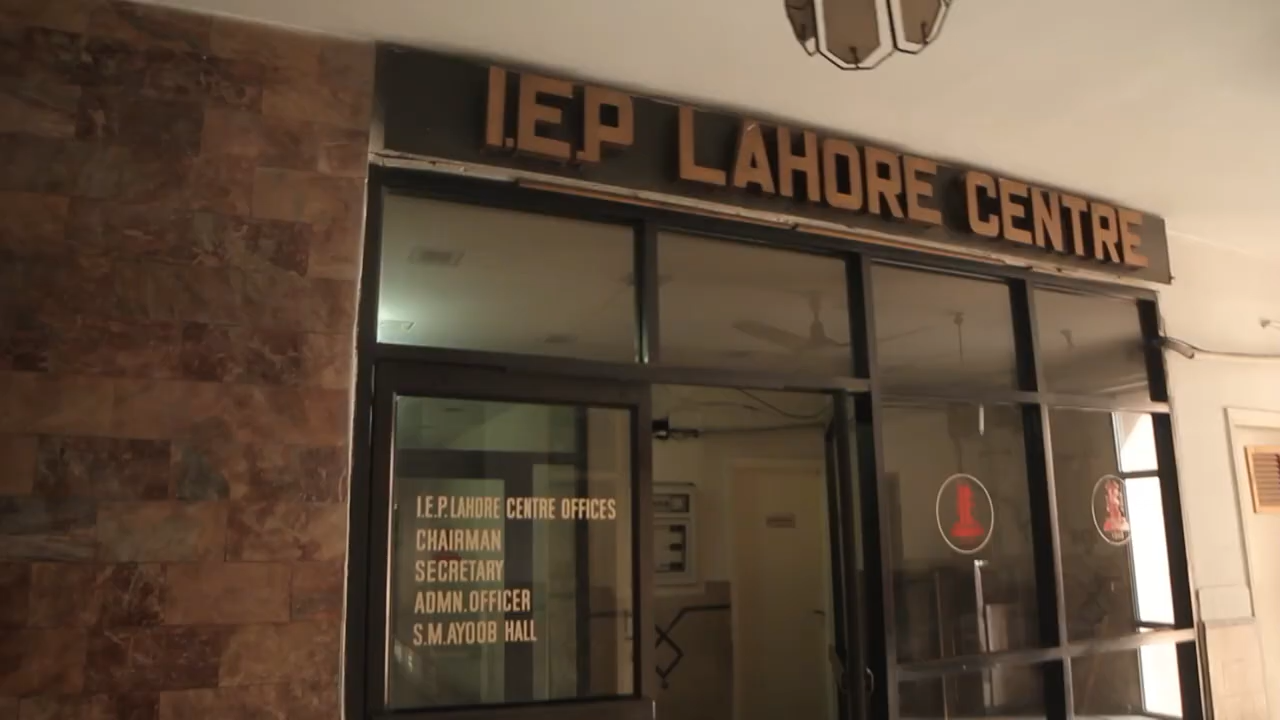 I.E.P LAHORE CENTRE
I.E.P.LAHORE CENTRE OFFICES
CHAIRMAN
SECRETARY
ADMN.OFFICER
S.M.AYOOB HALL